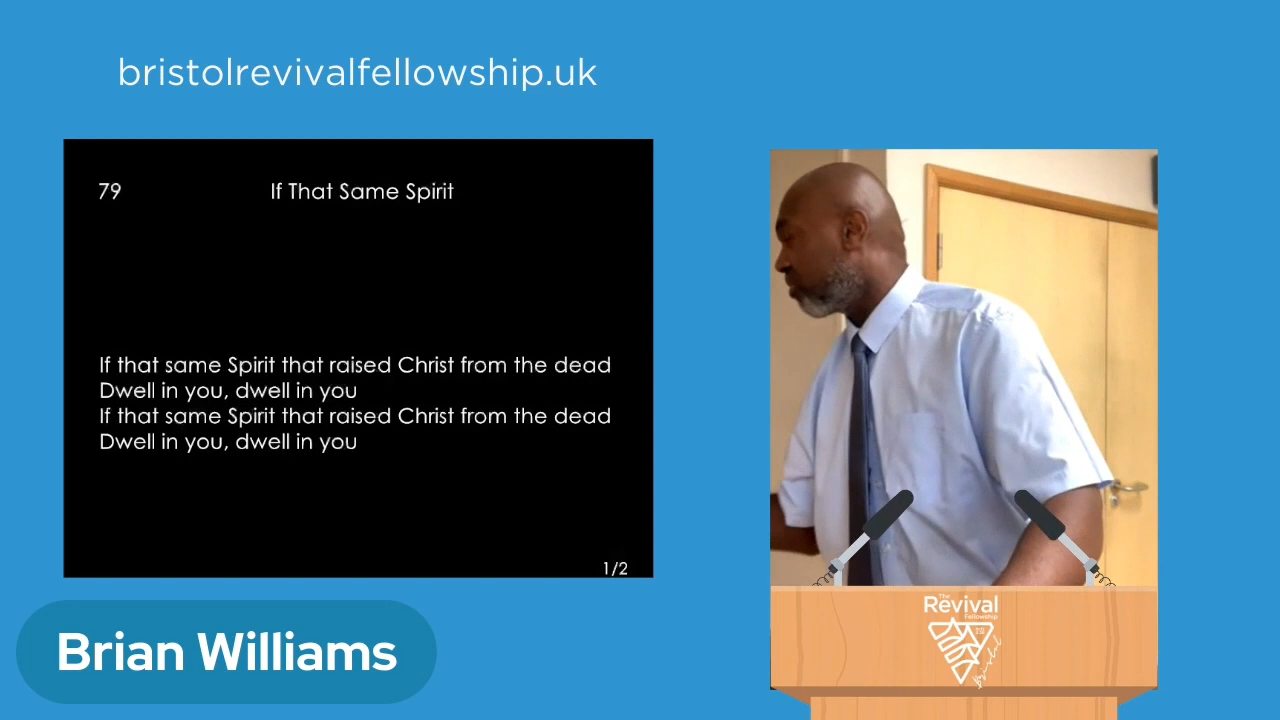 bristolrevivalfellowship.uk
79 If That Same Spirit
If that same Spirit that raised Christ from the dead
Dwell in you, dwell in you
If that same Spirit that raised Christ from the dead
Dwell in you, dwell in you
1/2
Brian Williams
The
Revival
Fellowship
Bristol